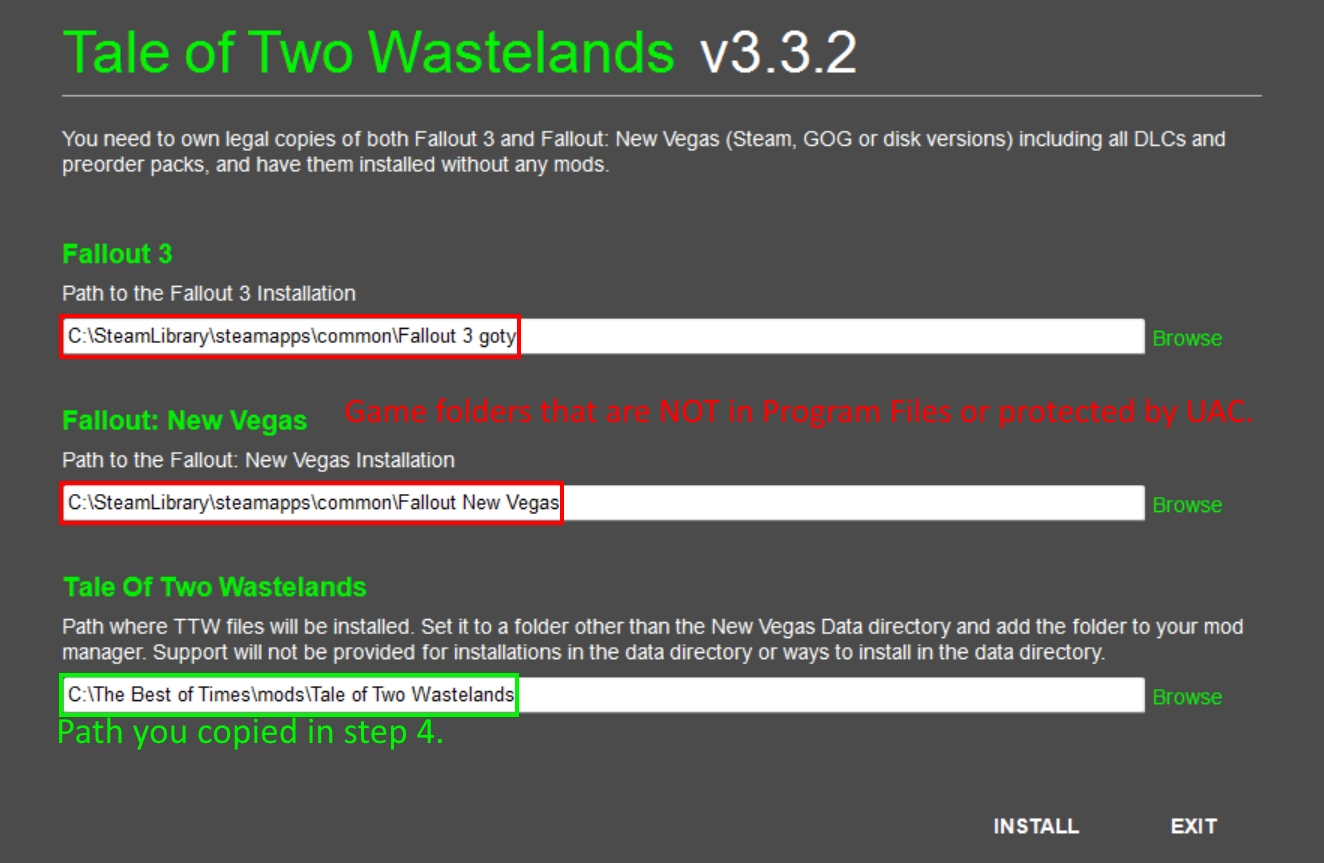 Tale of Two Wastelands v3.3.2
You need to own legal copies of both Fallout 3 and Fallout: New Vegas (Steam, GOG or disk versions) including all DLCs and
preorder packs, and have them installed without any mods.
Fallout 3
Path to the Fallout 3 Installation
C:\SteamLibrary\steamapps\common\Fallout 3 goty
Browse
Fallout: New Vegas
Game folders that are NOT in Program Files or protected by UAC.
Path to the Fallout: New Vegas Installation
C:\SteamLibrary\steamapps\common\Fallout New Vegas
Browse
Tale Of Two Wastelands
Path where TTW files will be installed. Set it to a folder other than the New Vegas Data directory and add the folder to your mod
manager. Support will not be provided for installations in the data directory or ways to install in the data directory.
C:\The Best of Times\mods\Tale of Two Wastelands
Browse
Path you copied in step 4.
INSTALL
EXIT